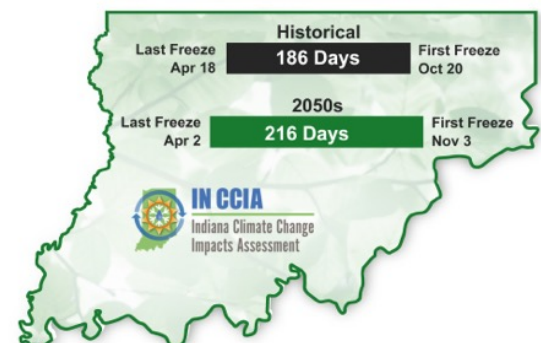 Historical
Last Freeze
Apr 18
186 Days
First Freeze
Oct 20
2050s
Last Freeze
Apr 2
216 Days
First Freeze
Nov 3
IN CCIA
Indiana Climate Change
Impacts Assessment